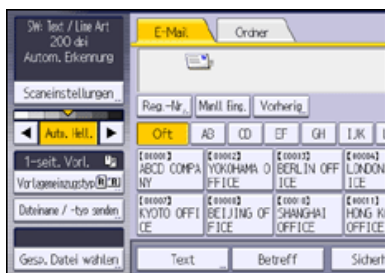 SW: Text / Line Art
200 dpi
Autom. Erkennung
Scaneinstellungen
Auto. Hell.
1-seit. Vorl.
Vorlageneinzugstyp
Dateiname / -typ senden
Gesp. Datei wählen
E-Mail
Ordner
Reg.-Nr.
Manll Eing.
Vorherig.
Oft
AB
CD
EF
GH
IJK
[00001]
ABCD COMPA
NY
[00002]
YOKOHAMA O
FFICE
[00003]
BERLIN OFF
ICE
[00004]
LONDON
ICE
[00007]
KYOTO OFFI
CE
[00008]
BEIJING OF
FICE
[00010]
SHANGHAI
OFFICE
[00011]
HONG K
OFFICE
Text
Betreff
Sicherh